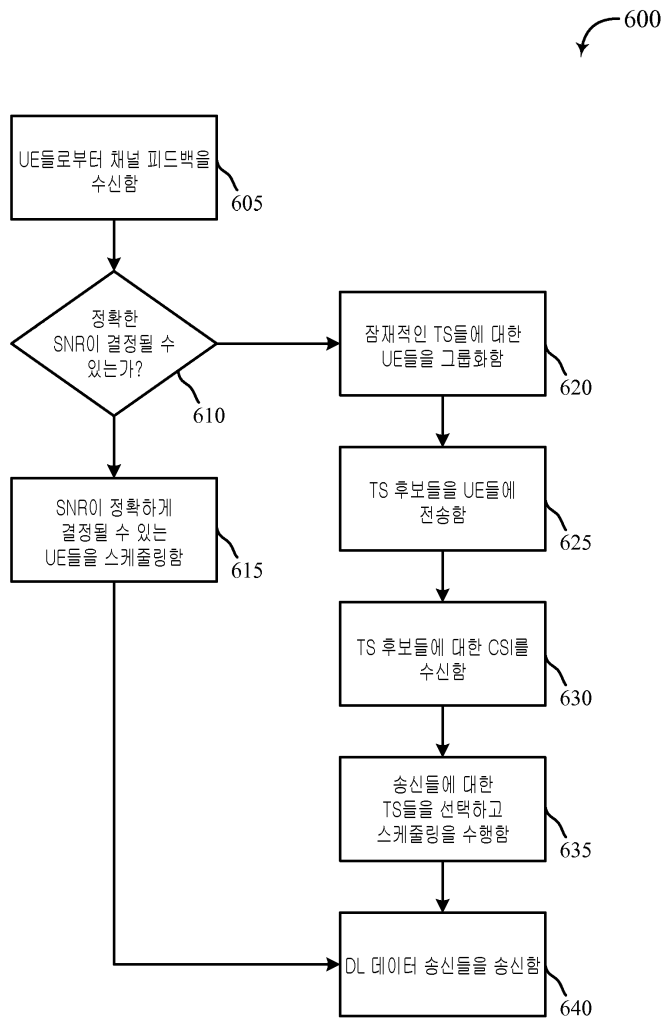 600
UE들로부터 채널 피드백을
수신함
605
정확한
SNR이 결정될 수
있는가?
610
SNR이 정확하게
결정될 수 있는
UE들을 스케줄링함
615
잠재적인 TS들에 대한
UE들을 그룹화함
620
TS 후보들을 UE들에
전송함
625
TS 후보들에 대한 CSI를
수신함
630
송신들에 대한
TS들을 선택하고
스케줄링을 수행함
635
DL 데이터 송신들을 송신함
640